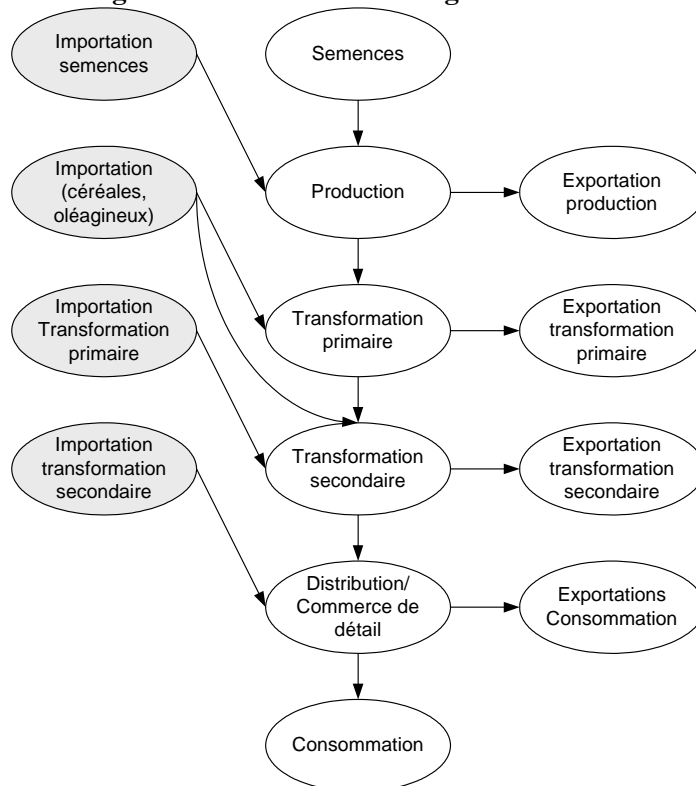 Importation
semences
Semences
Importation
(céréales,
oléagineux)
Production
Exportation
production
Importation
Transformation
primaire
Transformation
primaire
Exportation
transformation
primaire
Importation
transformation
secondaire
Transformation
secondaire
Exportation
transformation
secondaire
Distribution/
Commerce de
détail
Exportations
Consommation
Consommation